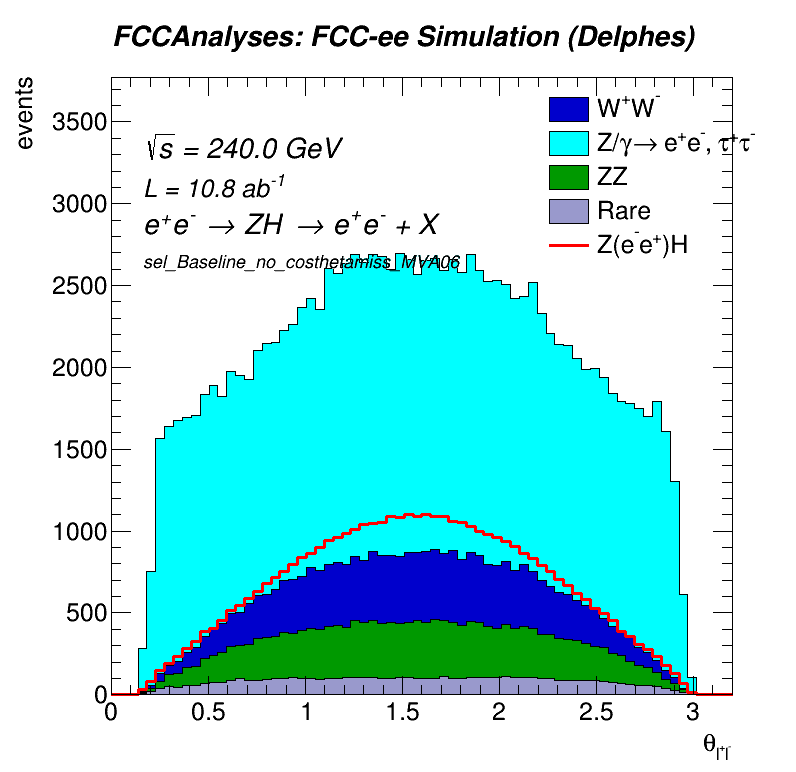 FCCAnalyses: FCC-ee Simulation (Delphes)
events
√s = 240.0 GeV
L = 10.8 ab⁻¹
e⁺e⁻ → ZH → e⁺e⁻ + X
sel_Baseline_no_costhetamiss_MVA06
W⁺W⁻
Z/γ→ e⁺e⁻, τ⁺τ⁻
ZZ
Rare
Z(e⁻e⁺)H
3500
3000
2500
2000
1500
1000
500
0
0 0.5 1 1.5 2 2.5 3
θ_{l⁺l⁻}